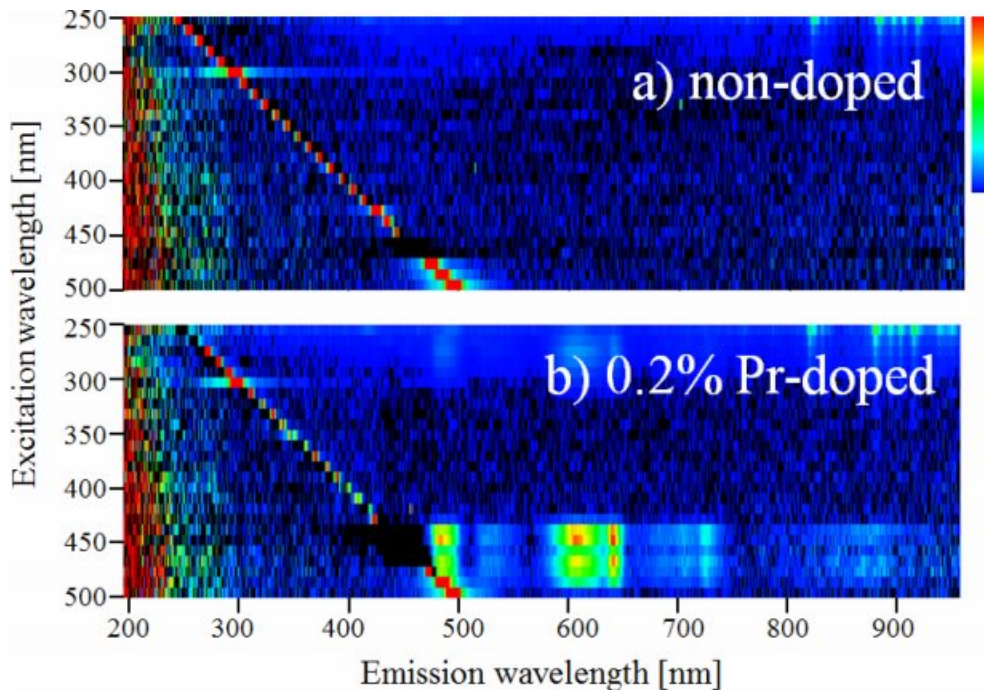 250
300
350
400
450
500
a) non-doped
250
300
350
400
450
500
b) 0.2% Pr-doped
200 300 400 500 600 700 800 900
Excitation wavelength [nm]
Emission wavelength [nm]